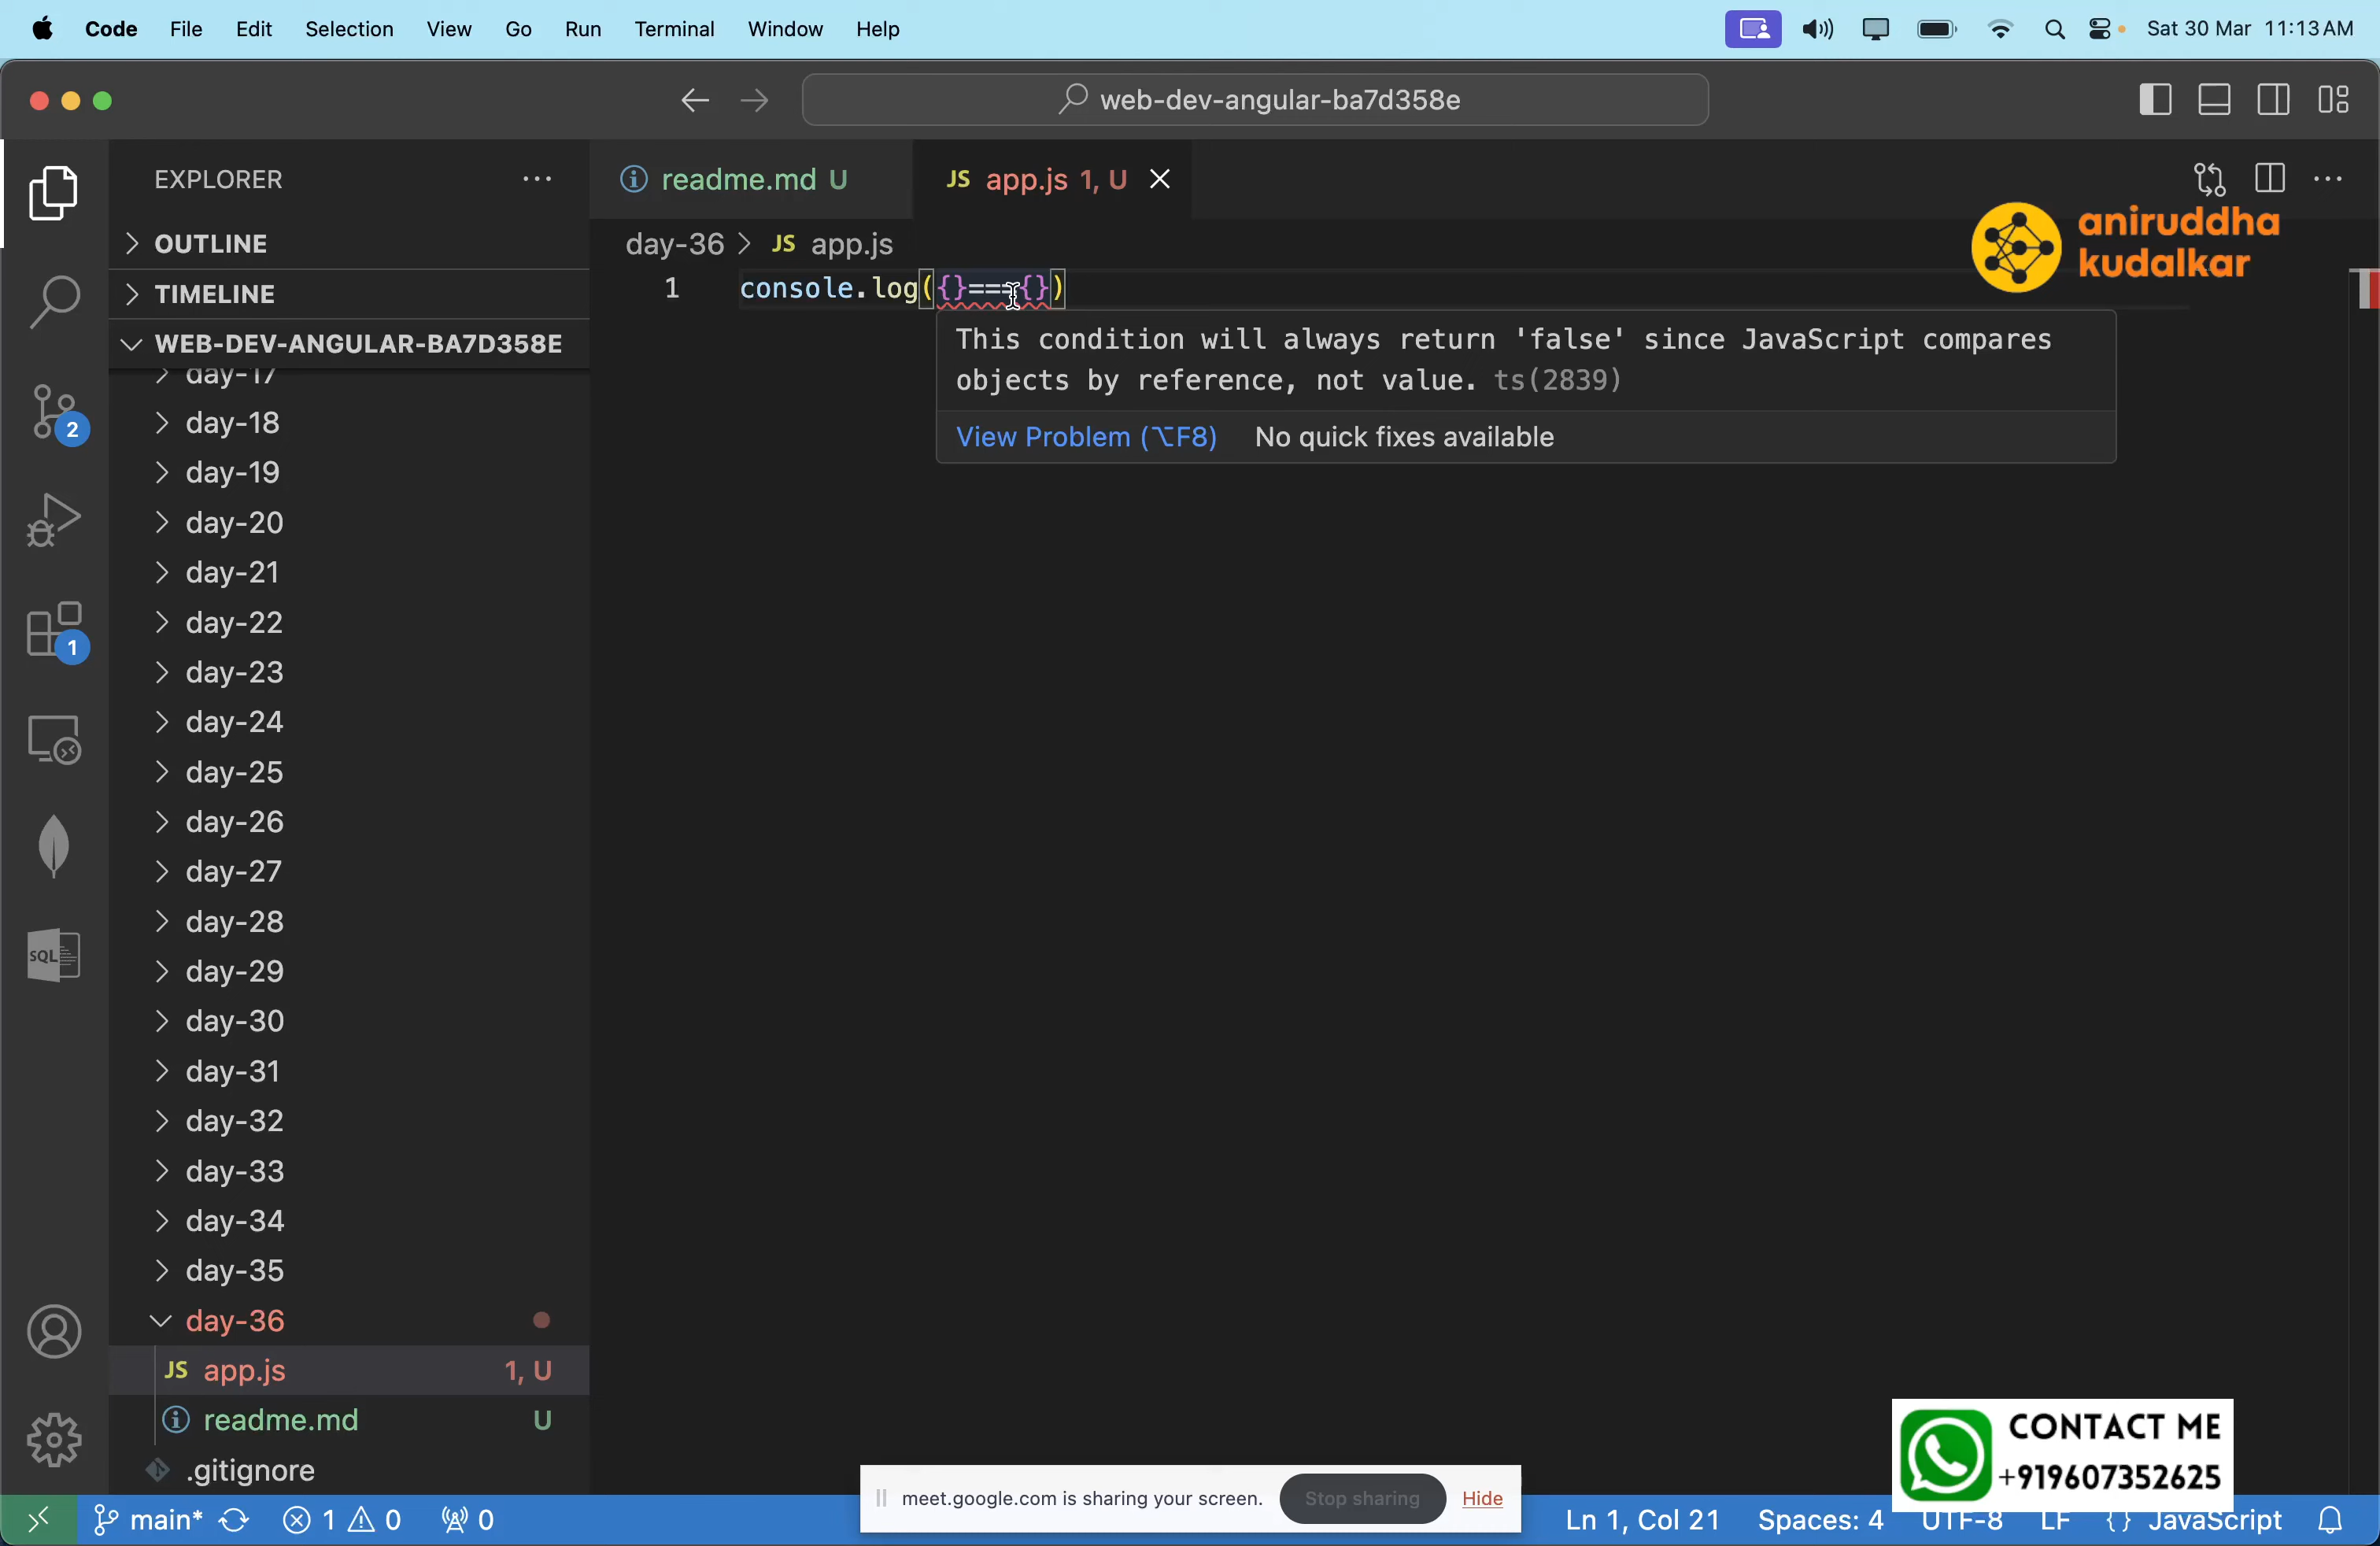 Code File Edit Selection View Go Run Terminal Window Help Sat 30 Mar 11:13 AM
web-dev-angular-ba7d358e
EXPLORER
readme.md U JS app.js 1, U
aniruddha
kudalkar
OUTLINE
day-36 > JS app.js
TIMELINE
1 console.log({}==={})
WEB-DEV-ANGULAR-BA7D358E
This condition will always return 'false' since JavaScript compares
objects by reference, not value. ts(2839)
View Problem (⌥F8) No quick fixes available
day-17
day-18
2
day-19
day-20
day-21
day-22
1
day-23
day-24
day-25
day-26
day-27
day-28
SQL
day-29
day-30
day-31
day-32
day-33
day-34
day-35
day-36
JS app.js 1, U
readme.md U
.gitignore
CONTACT ME
+919607352625
meet.google.com is sharing your screen. Stop sharing Hide
main* 1 0 0 Ln 1, Col 21 Spaces: 4 UTF-8 LF {} JavaScript